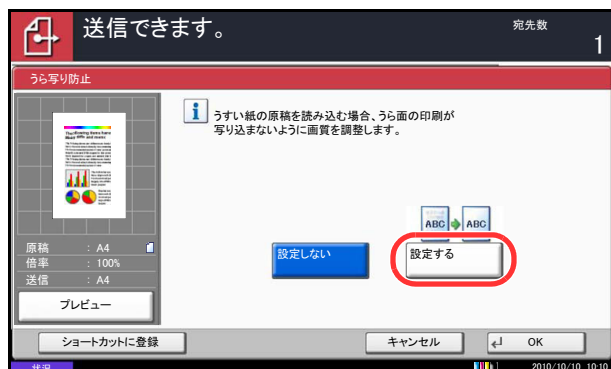 送信できます。
宛先数
1
うら写り防止
うすい紙の原稿を読み込む場合、うら面の印刷が
写り込まないように画質を調整します。
ABC ABC
設定しない
設定する
原稿 : A4
倍率 : 100%
送信 : A4
プレビュー
ショートカットに登録
キャンセル
OK
状況
2010/10/10 10:10